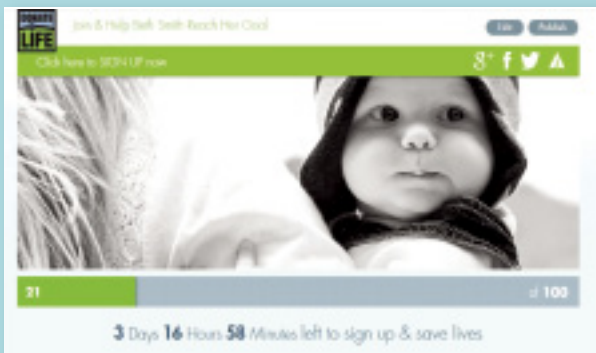 DONATE
LIFE
Join & Help Beth Smith Reach Her Goal
Edit
Publish
Click here to SIGN UP now
g+ f
21
of 100
3 Days 16 Hours 58 Minutes left to sign up & save lives